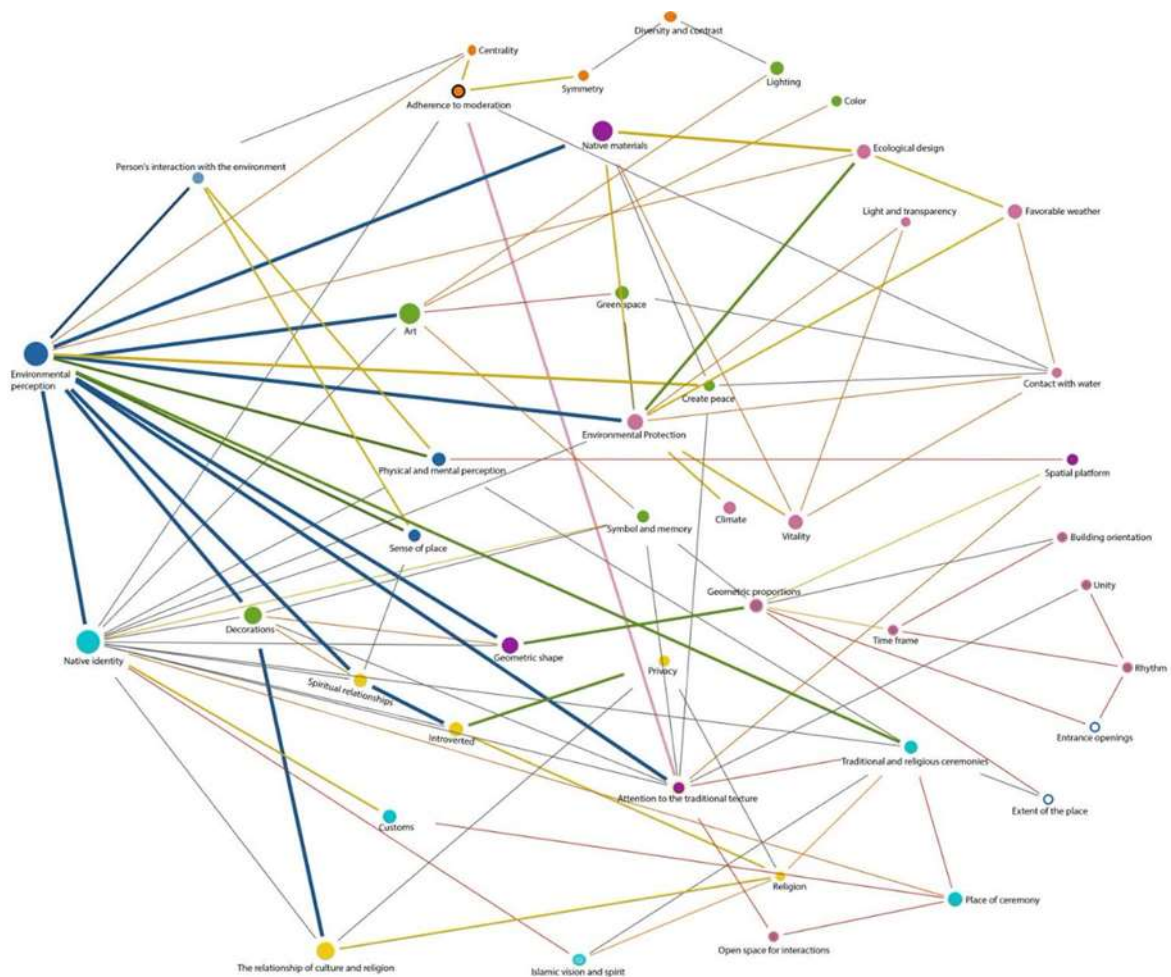 Diversity and contrast
Centrality
Lighting
Symmetry
Adherence to moderation
Color
Native materials
Ecological design
Person's interaction with the environment
Light and transparency
Favorable weather
Green space
Art
Environmental
perception
Contact with water
Create peace
Environmental Protection
Physical and mental perception
Spatial platform
Climate
Vitality
Symbol and memory
Building orientation
Sense of place
Unity
Geometric proportions
Decorations
Time frame
Native identity
Geometric shape
Privacy
Rhythm
Spiritual relationships
Introverted
Entrance openings
Traditional and religious ceremonies
Attention to the traditional texture
Extent of the place
Customs
Religion
Place of ceremony
Open space for interactions
The relationship of culture and religion
Islamic vision and spirit